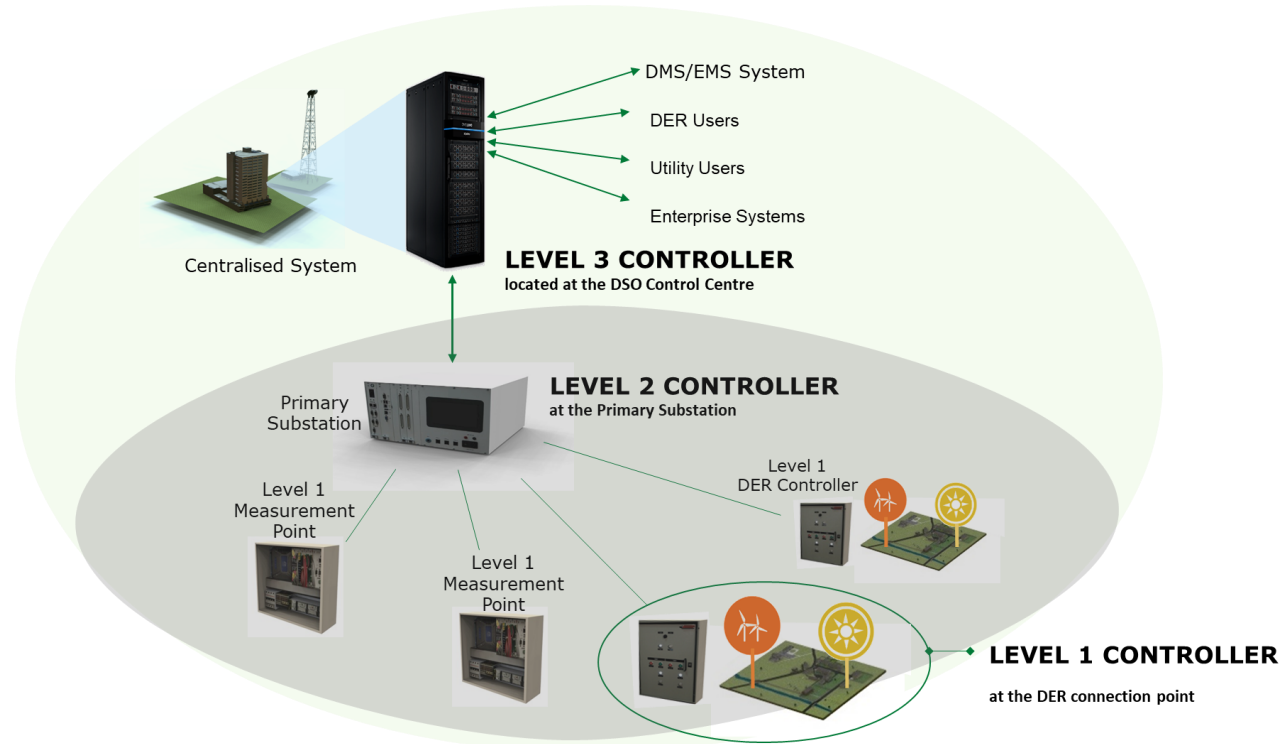 DMS/EMS System
DER Users
Utility Users
Enterprise Systems
Centralised System
LEVEL 3 CONTROLLER
located at the DSO Control Centre
LEVEL 2 CONTROLLER
at the Primary Substation
Primary
Substation
Level 1
DER Controller
Level 1
Measurement
Point
Level 1
Measurement
Point
LEVEL 1 CONTROLLER
at the DER connection point